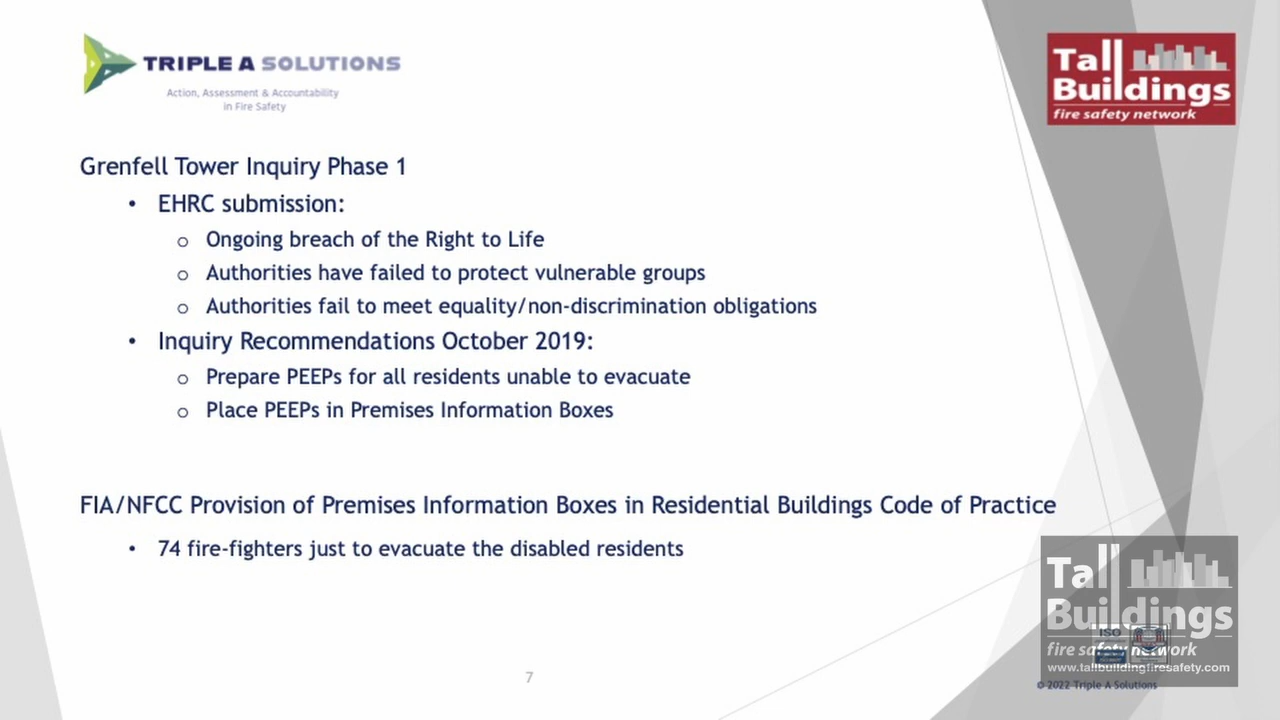 TRIPLE A SOLUTIONS
Action, Assessment & Accountability
in Fire Safety
Tall
Buildings
fire safety network
Grenfell Tower Inquiry Phase 1
• EHRC submission:
o Ongoing breach of the Right to Life
o Authorities have failed to protect vulnerable groups
o Authorities fail to meet equality/non-discrimination obligations
• Inquiry Recommendations October 2019:
o Prepare PEEPs for all residents unable to evacuate
o Place PEEPs in Premises Information Boxes
FIA/NFCC Provision of Premises Information Boxes in Residential Buildings Code of Practice
• 74 fire-fighters just to evacuate the disabled residents
Tall
Buildings
ISO
fire safety network
www.tallbuildingfiresafety.com
7
© 2022 Triple A Solutions